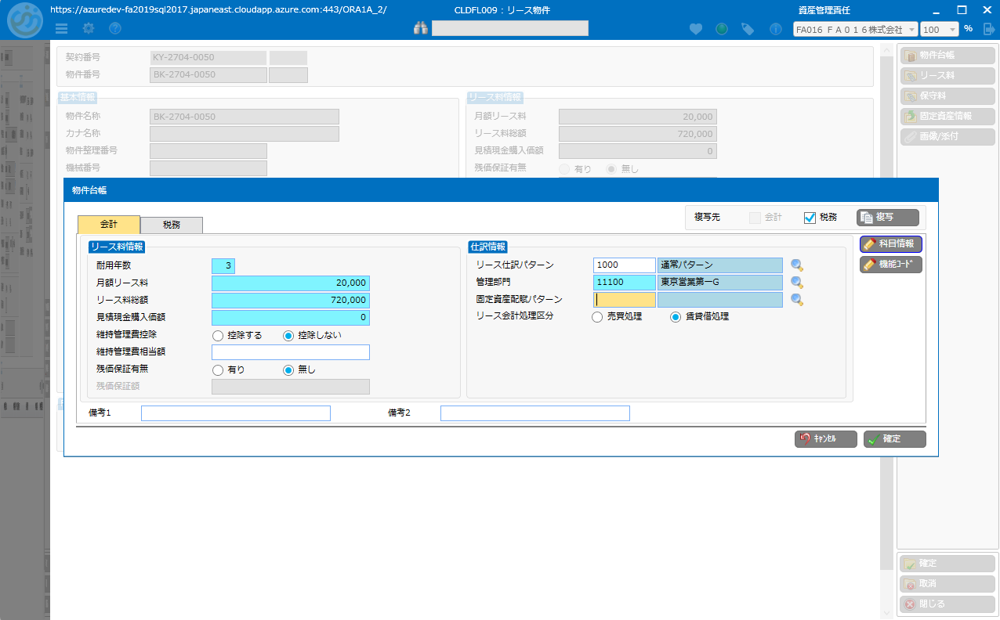 https://azuredev-fa2019sql2017.japaneast.cloudapp.azure.com:443/ORA1A_2/
CLDFL009：リース物件
資産管理責任
FA016 ＦＡ０１６株式会社
100
%
契約番号
KY-2704-0050
物件番号
BK-2704-0050
基本情報
物件名称
BK-2704-0050
カナ名称
物件整理番号
機械番号
リース料情報
月額リース料
20,000
リース料総額
720,000
見積現金購入価額
0
残価保証有無
有り
無し
物件台帳
リース料
保守料
固定資産情報
画像/添付
物件台帳
会計
税務
複写先
会計
税務
複写
リース料情報
耐用年数
3
月額リース料
20,000
リース料総額
720,000
見積現金購入価額
0
維持管理費控除
控除する
控除しない
維持管理費相当額
残価保証有無
有り
無し
残価保証額
仕訳情報
リース仕訳パターン
1000
通常パターン
管理部門
11100
東京営業第一G
固定資産配賦パターン
リース会計処理区分
売買処理
賃貸借処理
科目情報
機能ｺｰﾄﾞ
備考1
備考2
ｷｬﾝｾﾙ
確定
確定
取消
閉じる